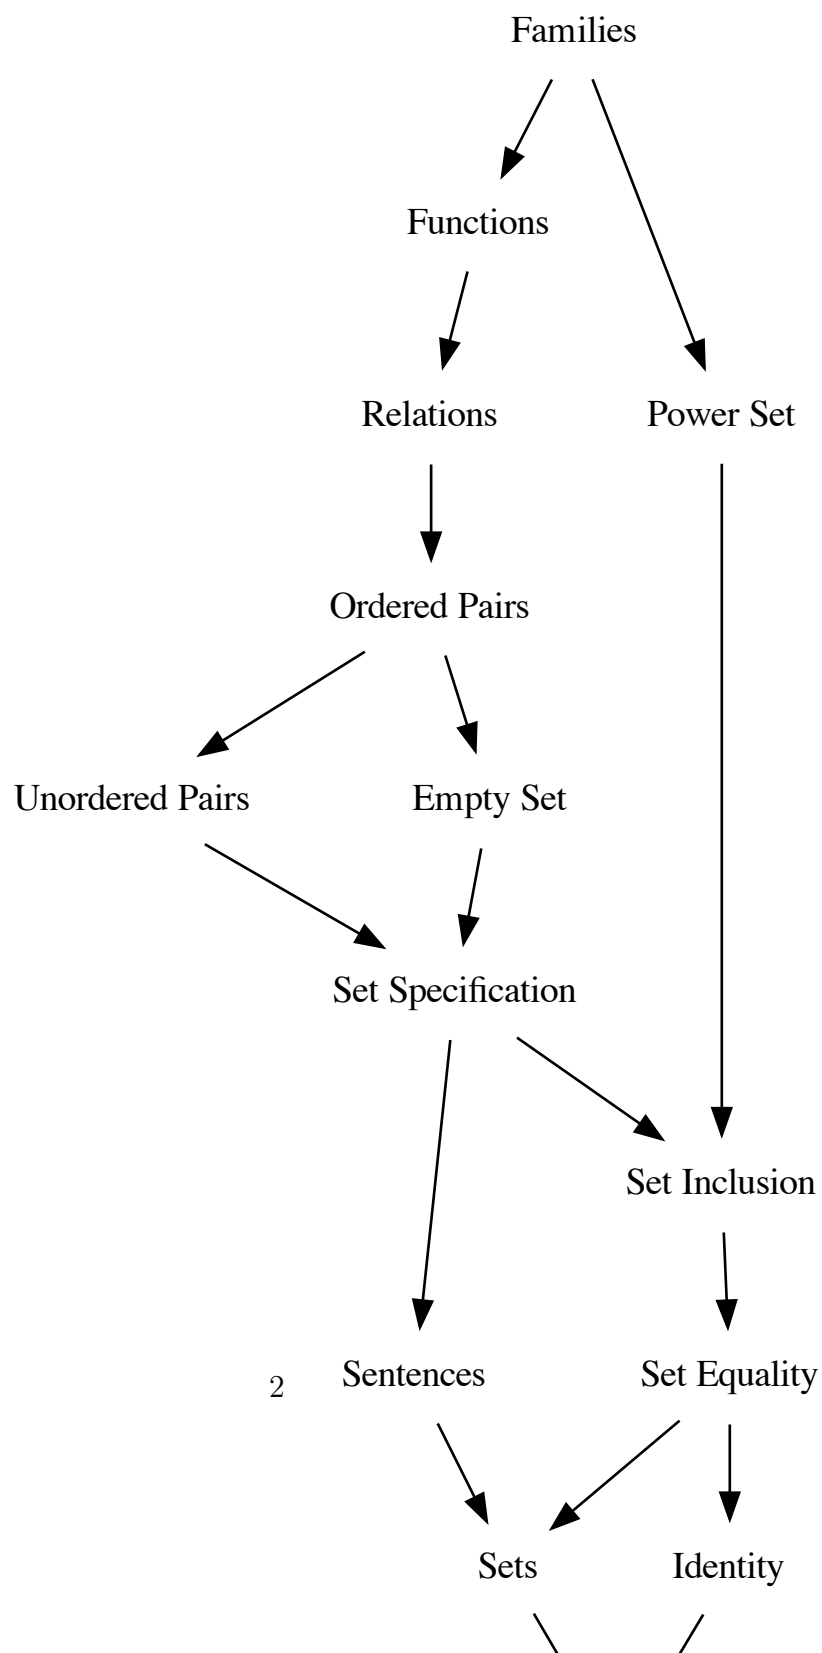 Families
Functions
Relations
Power Set
Ordered Pairs
Unordered Pairs
Empty Set
Set Specification
Set Inclusion
2
Sentences
Set Equality
Sets
Identity